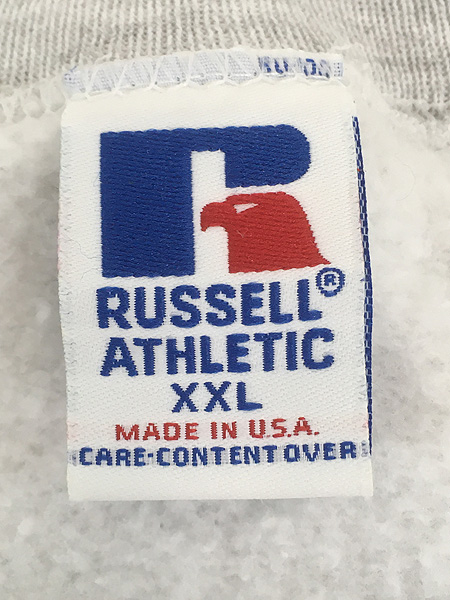 RUSSELL®
ATHLETIC
XXL
MADE IN U.S.A.
CARE-CONTENT OVER